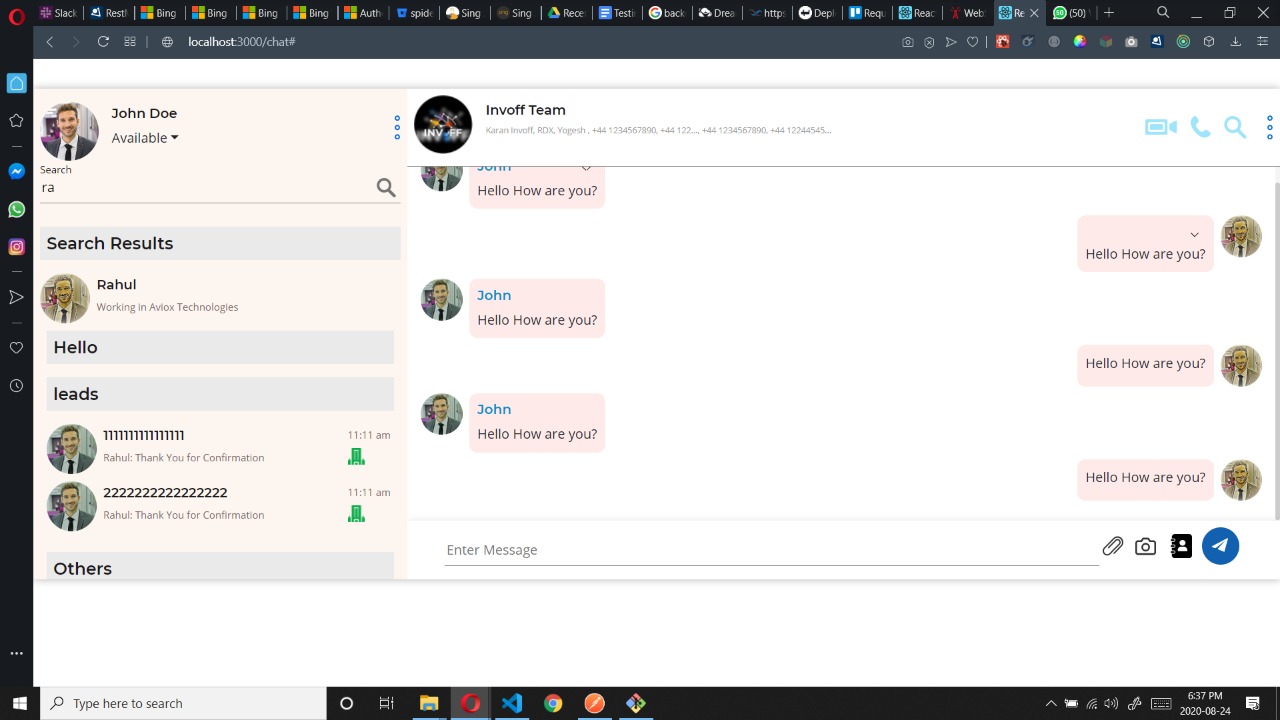 Slack
Restfu
Bing
Bing
Bing
Bing
Auth
spide
Sing
Sing
Rece
Testin
back
Drea
https
Depl
Requ
Reac
Web
Re
(50)
localhost:3000/chat#
John Doe
Available
Search
ra
Search Results
Rahul
Working in Aviox Technologies
Hello
leads
1111111111111111
11:11 am
Rahul: Thank You for Confirmation
2222222222222222
11:11 am
Rahul: Thank You for Confirmation
Others
INVOFF
Invoff Team
Karan Invoff, RDX, Yogesh , +44 1234567890, +44 122..., +44 1234567890, +44 12244545...
John
Hello How are you?
Hello How are you?
John
Hello How are you?
Hello How are you?
John
Hello How are you?
Hello How are you?
Enter Message
Type here to search
6:37 PM
2020-08-24